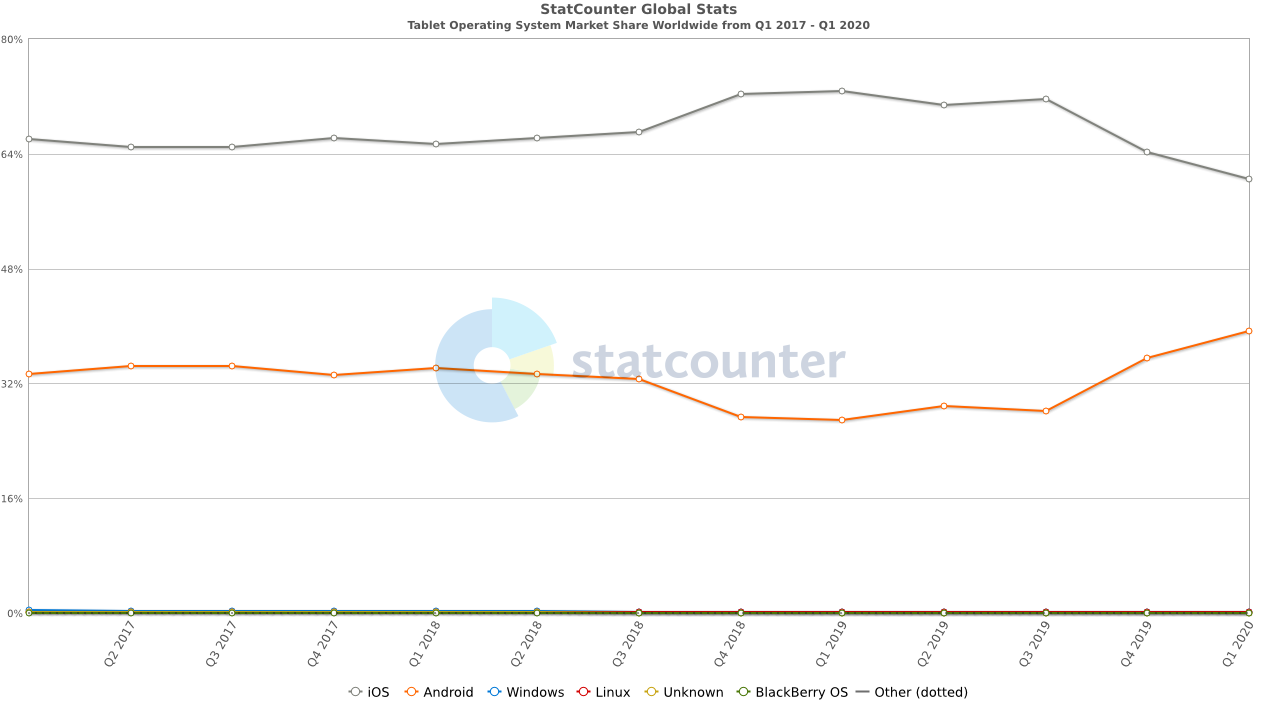 StatCounter Global Stats
Tablet Operating System Market Share Worldwide from Q1 2017 - Q1 2020
80%
64%
48%
statcounter
32%
16%
0%
Q2 2017 Q3 2017 Q4 2017 Q1 2018 Q2 2018 Q3 2018 Q4 2018 Q1 2019 Q2 2019 Q3 2019 Q4 2019 Q1 2020
iOS Android Windows Linux Unknown BlackBerry OS Other (dotted)